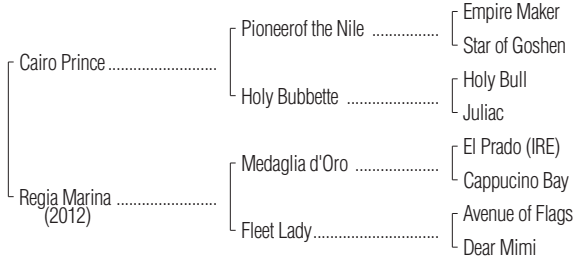 Empire Maker
Pioneerof the Nile ..................
Star of Goshen
Cairo Prince ..........................
Holy Bull
Holy Bubbette ......................
Juliac
El Prado (IRE)
Medaglia d'Oro ....................
Cappucino Bay
Regia Marina ........................
(2012)
Avenue of Flags
Fleet Lady..............................
Dear Mimi